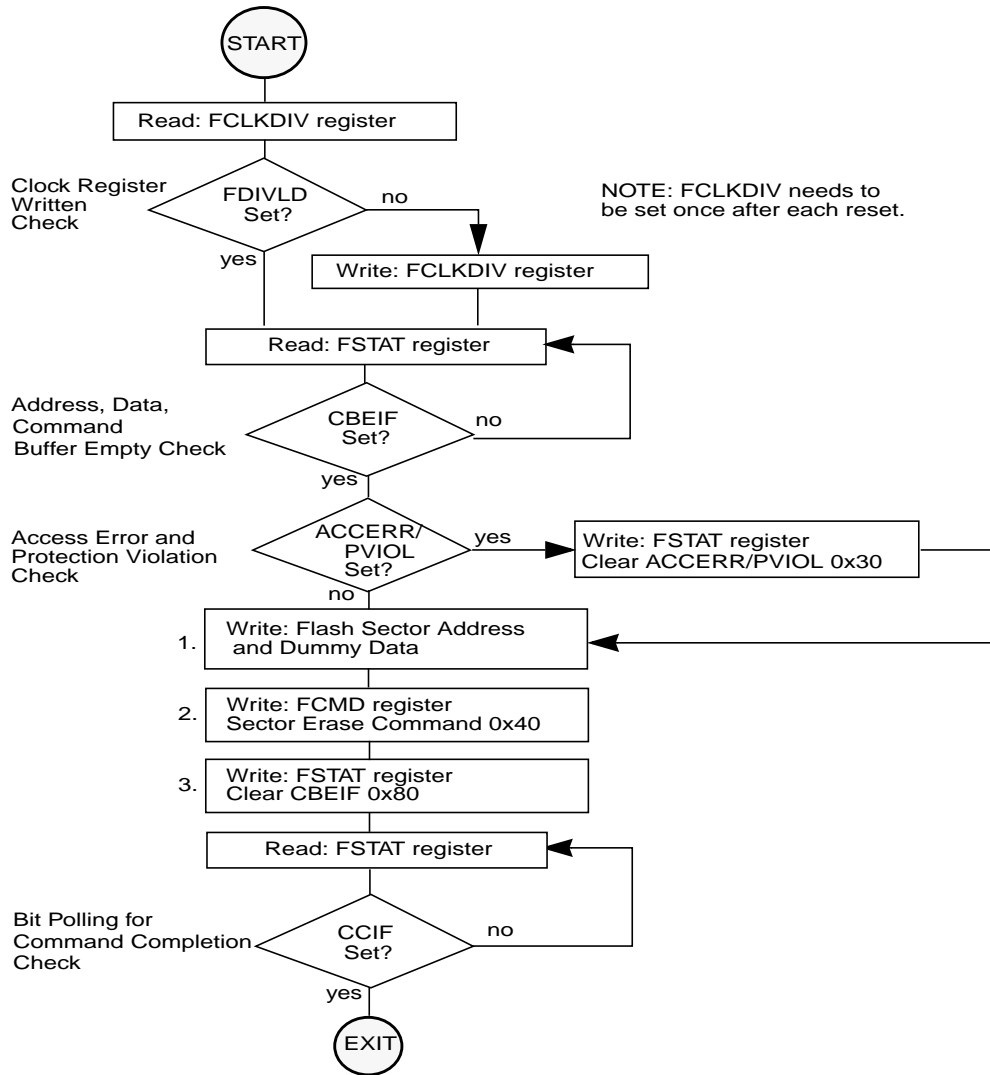 START
Read: FCLKDIV register
Clock Register
Written
Check
FDIVLD
Set?
no
yes
NOTE: FCLKDIV needs to
be set once after each reset.
Write: FCLKDIV register
Read: FSTAT register
Address, Data,
Command
Buffer Empty Check
CBEIF
Set?
no
yes
Access Error and
Protection Violation
Check
ACCERR/
PVIOL
Set?
yes
no
Write: FSTAT register
Clear ACCERR/PVIOL 0x30
1.
Write: Flash Sector Address
and Dummy Data
2.
Write: FCMD register
Sector Erase Command 0x40
3.
Write: FSTAT register
Clear CBEIF 0x80
Read: FSTAT register
Bit Polling for
Command Completion
Check
CCIF
Set?
no
yes
EXIT